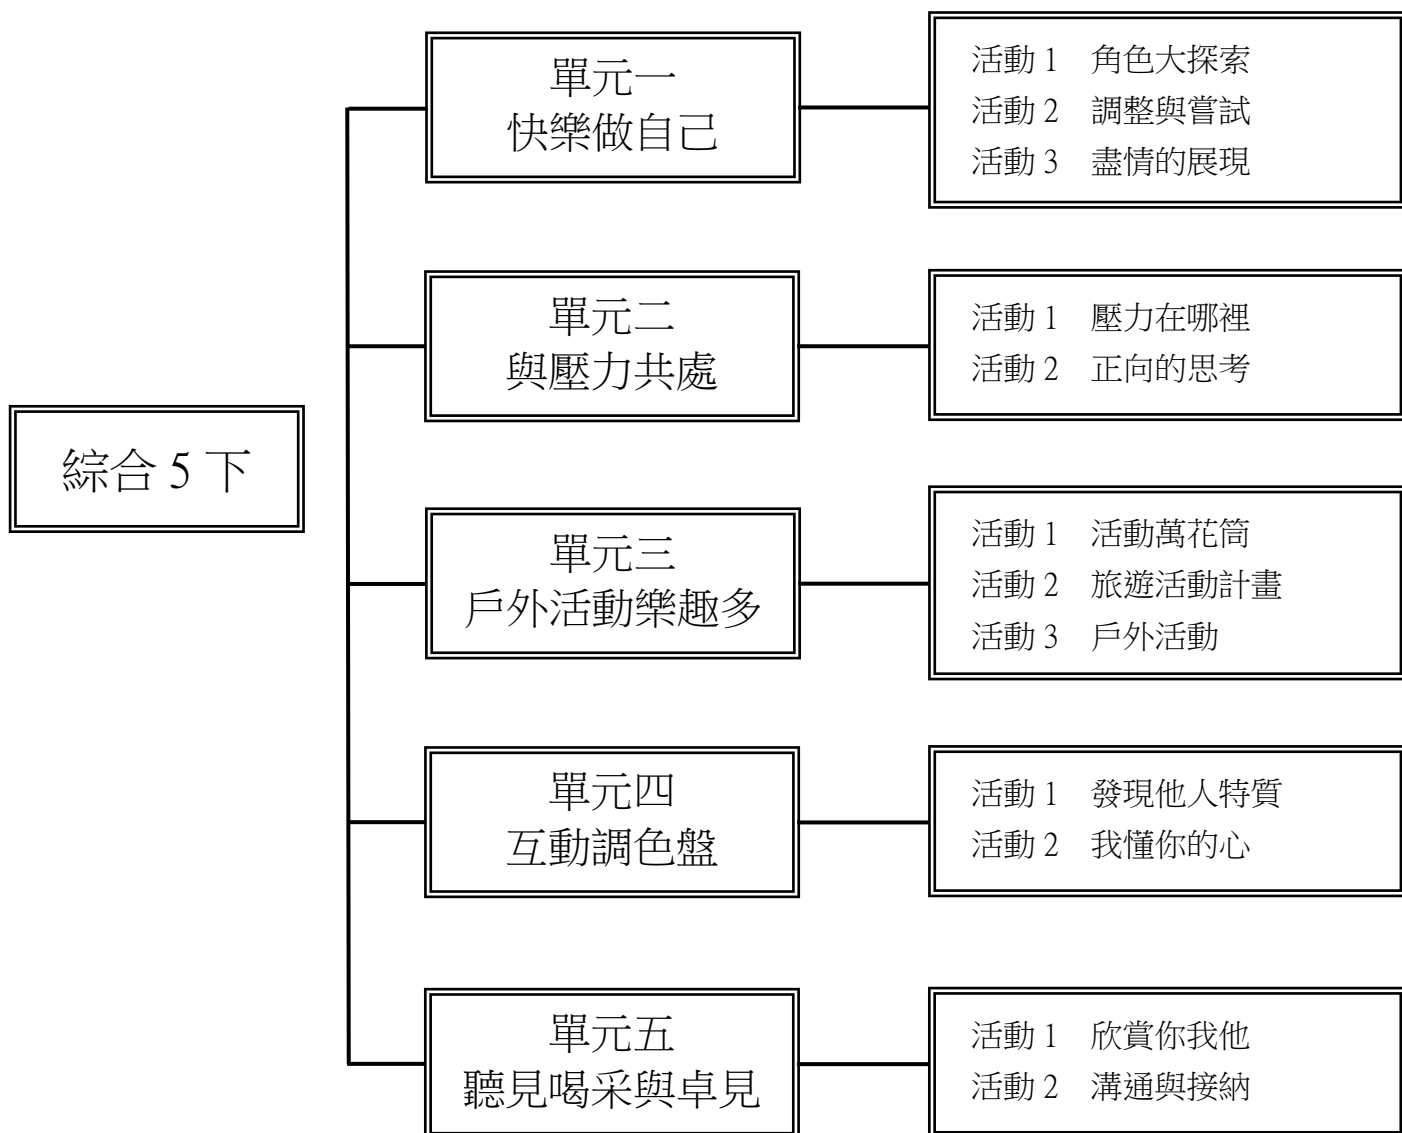 綜合 5 下
單元一
快樂做自己
活動 1 角色大探索
活動 2 調整與嘗試
活動 3 盡情的展現
單元二
與壓力共處
活動 1 壓力在哪裡
活動 2 正向的思考
單元三
戶外活動樂趣多
活動 1 活動萬花筒
活動 2 旅遊活動計畫
活動 3 戶外活動
單元四
互動調色盤
活動 1 發現他人特質
活動 2 我懂你的心
單元五
聽見喝采與卓見
活動 1 欣賞你我他
活動 2 溝通與接納